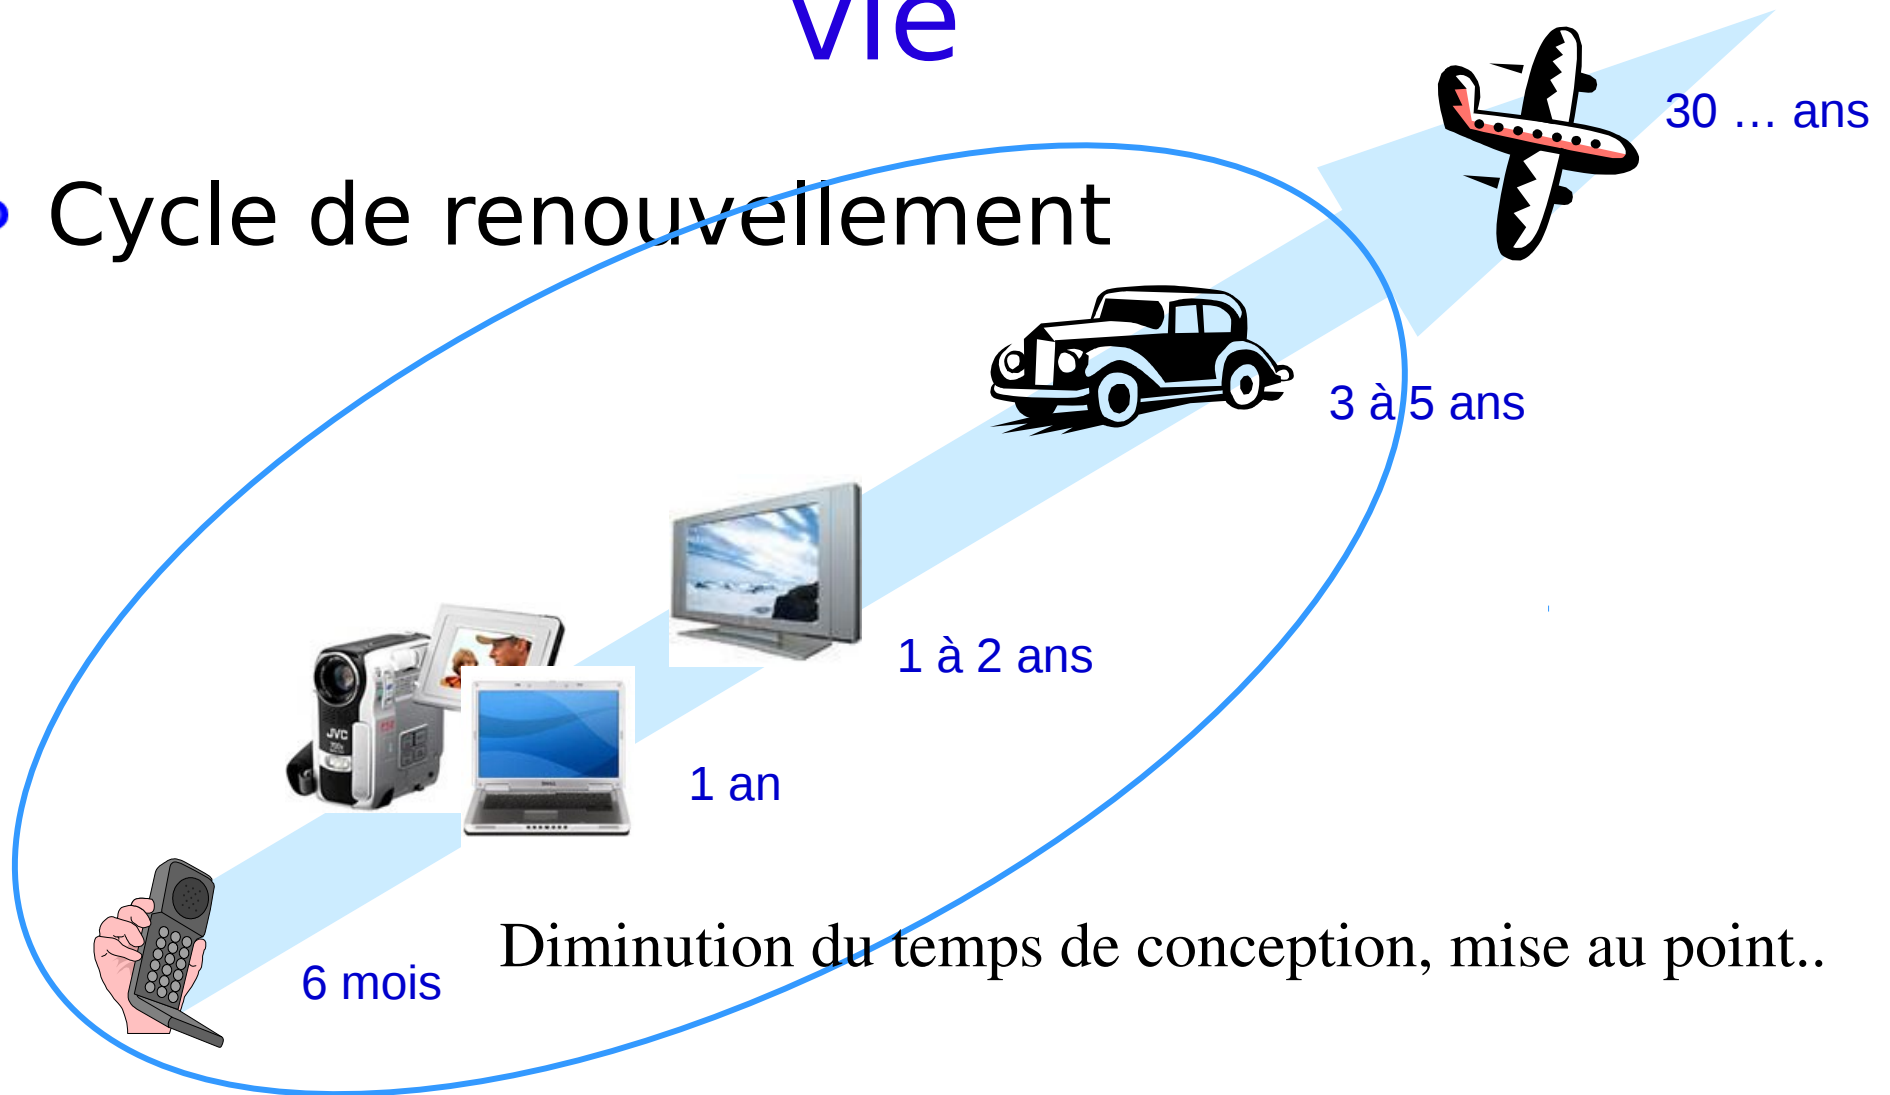 vie
• Cycle de renouvellement
30 … ans
3 à 5 ans
1 à 2 ans
1 an
6 mois
Diminution du temps de conception, mise au point..
JVC